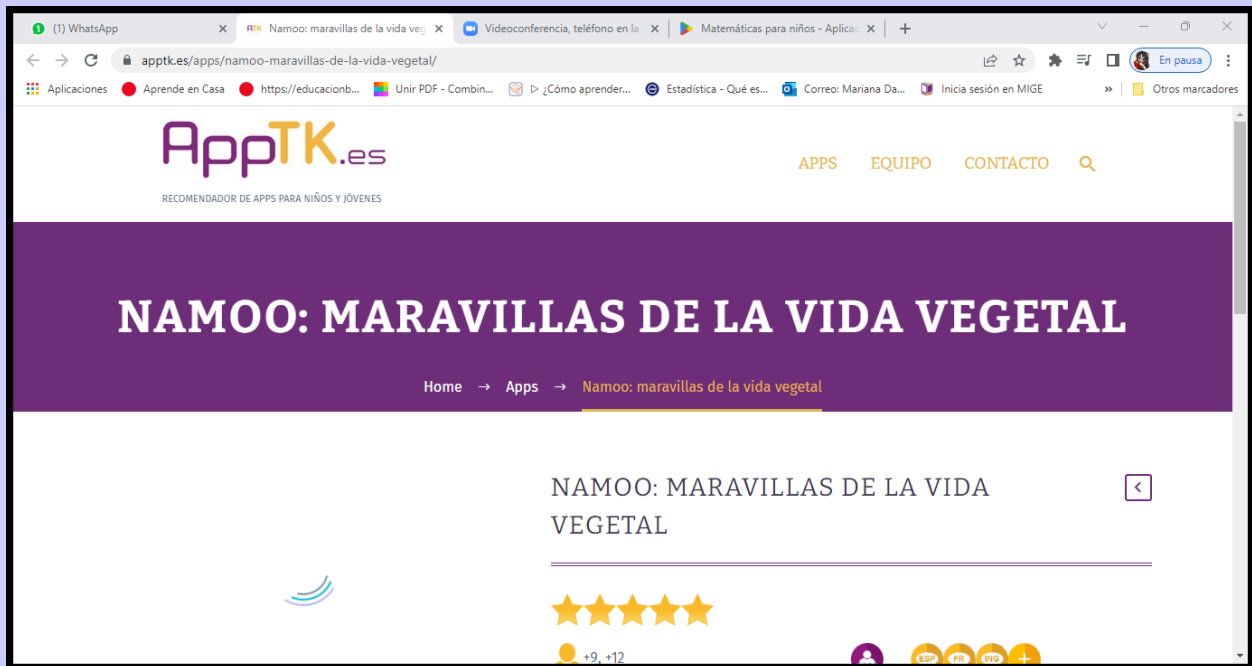 1 (1) WhatsApp
ATK Namoo: maravillas de la vida veg
Videoconferencia, teléfono en la
Matemáticas para niños - Aplicac
apptk.es/apps/namoo-maravillas-de-la-vida-vegetal/
En pausa
Aplicaciones Aprende en Casa https://educacionb... Unir PDF - Combin... ▷ ¿Cómo aprender... Estadística - Qué es... Correo: Mariana Da... Inicia sesión en MIGE » Otros marcadores
AppTK.es
RECOMENDADOR DE APPS PARA NIÑOS Y JÓVENES
APPS EQUIPO CONTACTO
NAMOO: MARAVILLAS DE LA VIDA VEGETAL
Home → Apps → Namoo: maravillas de la vida vegetal
NAMOO: MARAVILLAS DE LA VIDA
VEGETAL
+9, +12
ESP FR ING +